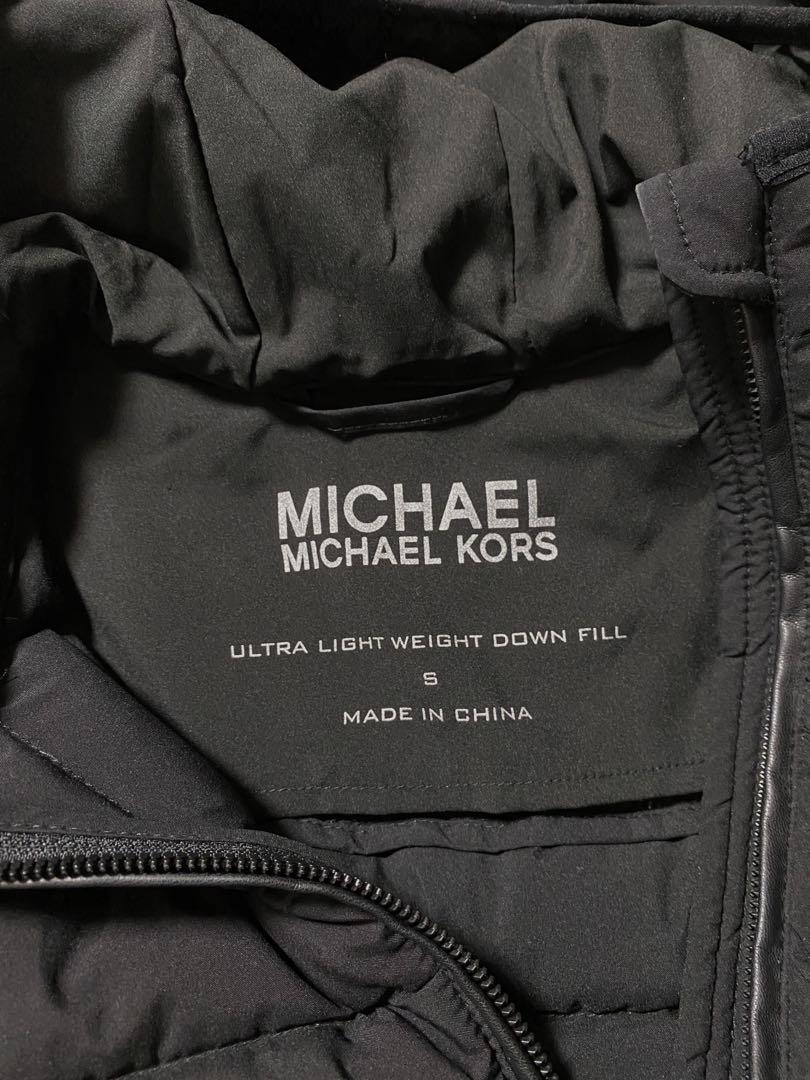 MICHAEL
MICHAEL KORS
ULTRA LIGHT WEIGHT DOWN FILL
S
MADE IN CHINA